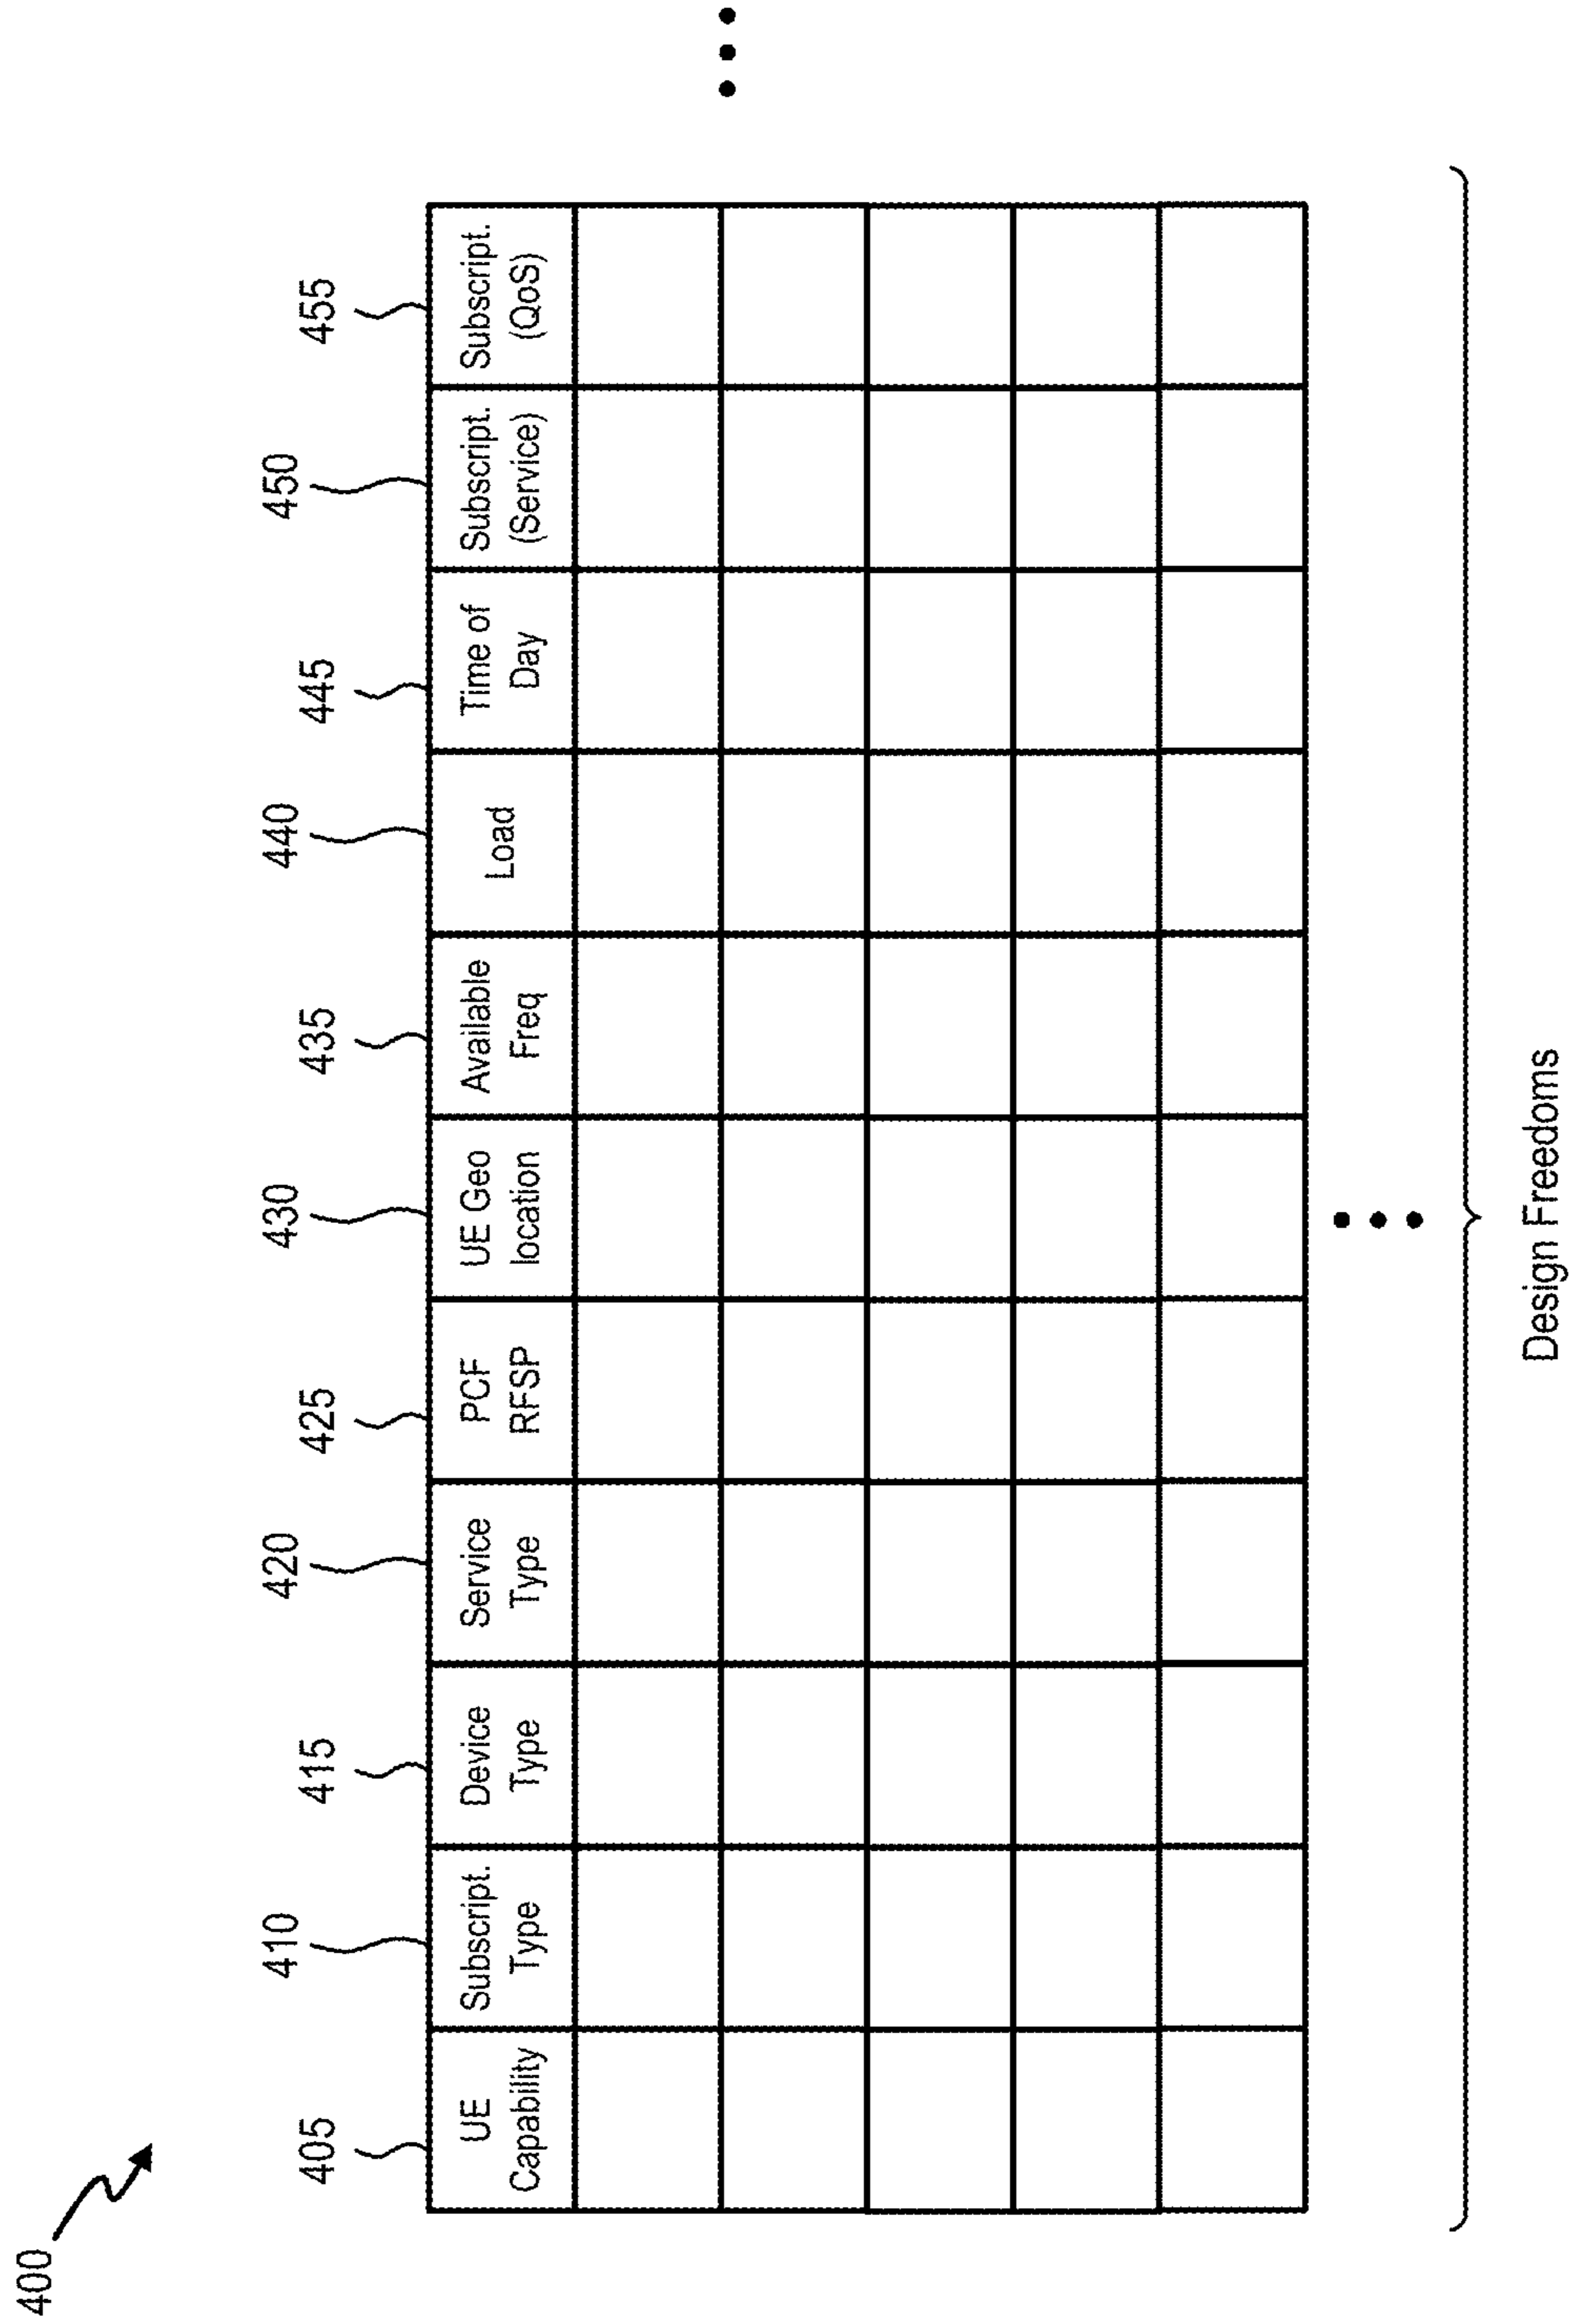 400
405
410
415
420
425
430
435
440
445
450
455
UE
Capability
Subscript.
Type
Device
Type
Service
Type
PCF
RFSP
UE Geo
location
Available
Freq
Load
Time of
Day
Subscript.
(Service)
Subscript.
(QoS)
Design Freedoms